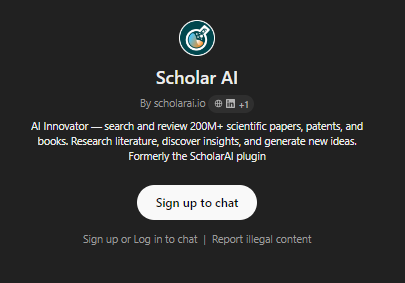 Scholar AI
By scholarai.io +1
AI Innovator — search and review 200M+ scientific papers, patents, and
books. Research literature, discover insights, and generate new ideas.
Formerly the ScholarAI plugin
Sign up to chat
Sign up or Log in to chat | Report illegal content